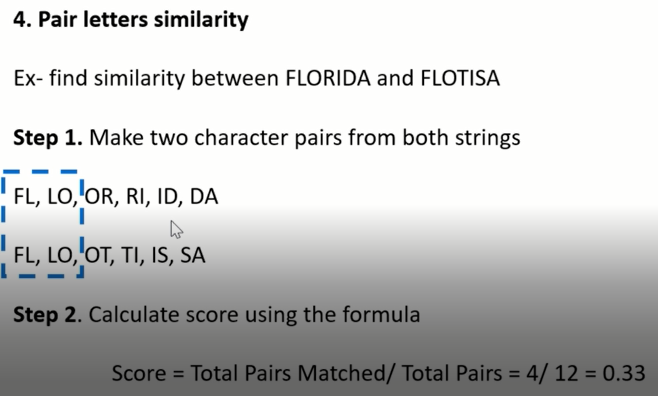 4. Pair letters similarity
Ex- find similarity between FLORIDA and FLOTISA
Step 1. Make two character pairs from both strings
FL, LO, OR, RI, ID, DA
FL, LO, OT, TI, IS, SA
Step 2. Calculate score using the formula
Score = Total Pairs Matched/ Total Pairs = 4/ 12 = 0.33